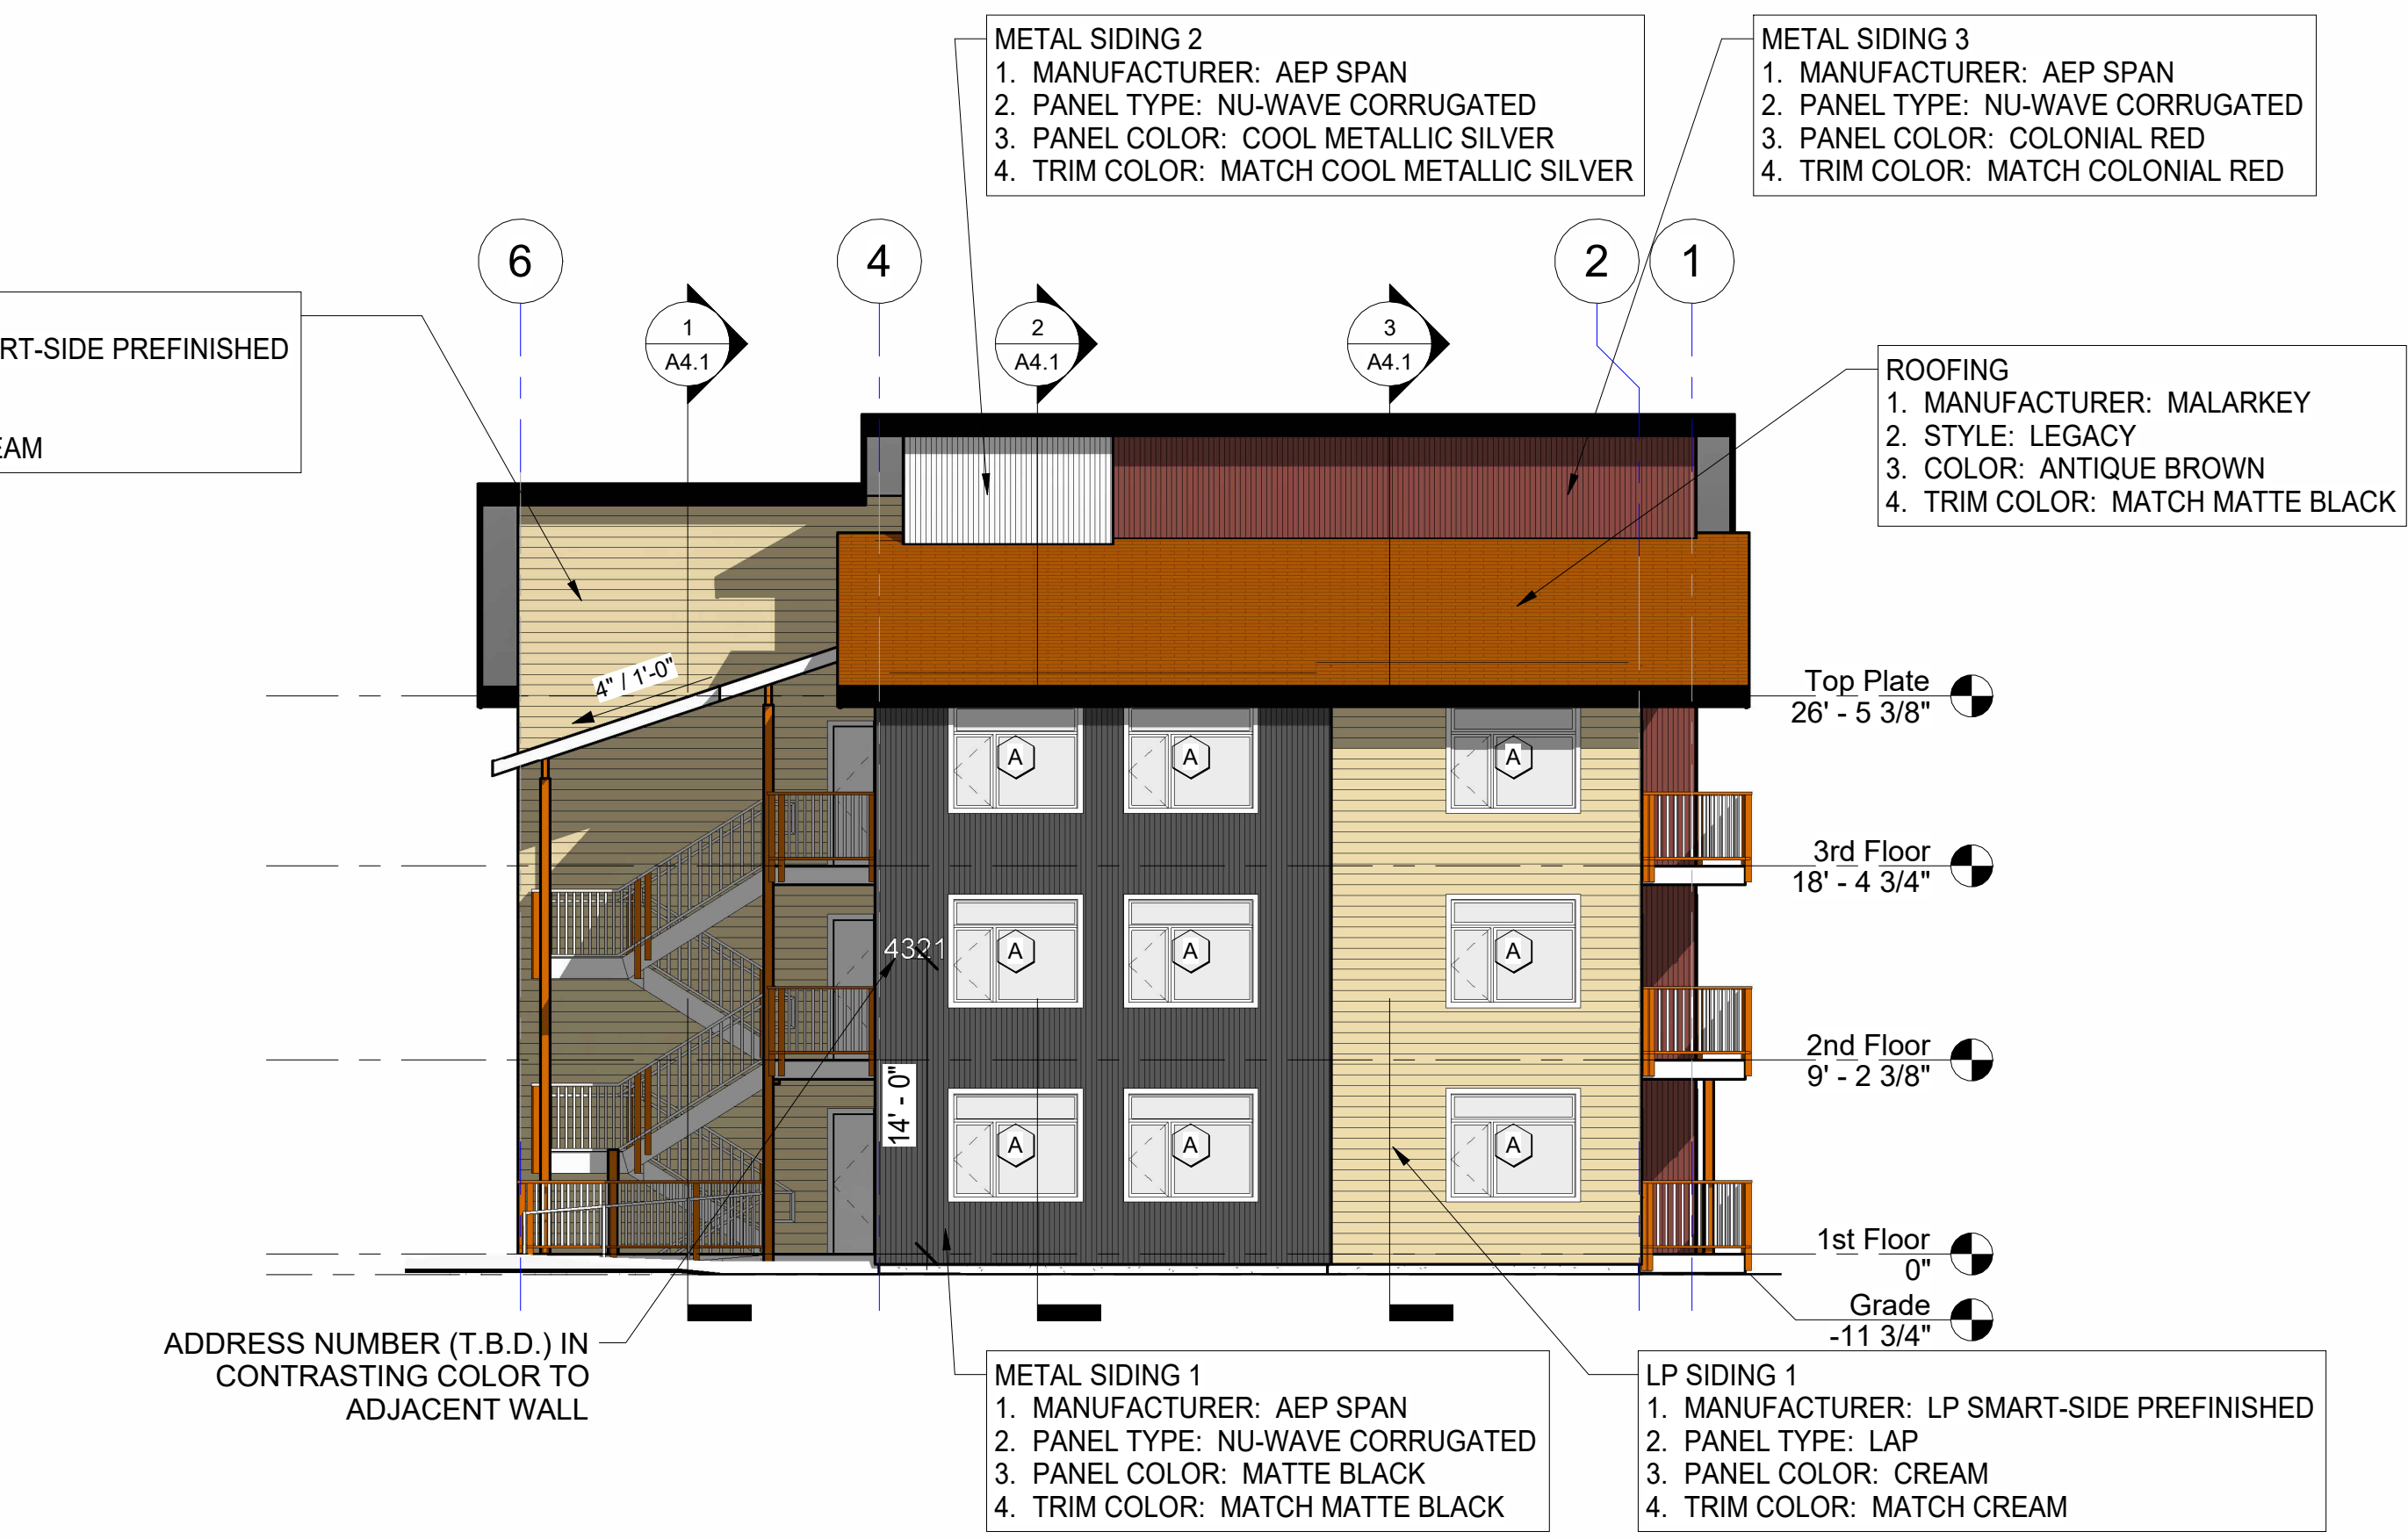 METAL SIDING 2
1. MANUFACTURER: AEP SPAN
2. PANEL TYPE: NU-WAVE CORRUGATED
3. PANEL COLOR: COOL METALLIC SILVER
4. TRIM COLOR: MATCH COOL METALLIC SILVER
METAL SIDING 3
1. MANUFACTURER: AEP SPAN
2. PANEL TYPE: NU-WAVE CORRUGATED
3. PANEL COLOR: COLONIAL RED
4. TRIM COLOR: MATCH COLONIAL RED
6
4
2
1
RT-SIDE PREFINISHED
EAM
1
A4.1
2
A4.1
3
A4.1
ROOFING
1. MANUFACTURER: MALARKEY
2. STYLE: LEGACY
3. COLOR: ANTIQUE BROWN
4. TRIM COLOR: MATCH MATTE BLACK
4" / 1'-0"
Top Plate
26' - 5 3/8"
A
A
A
3rd Floor
18' - 4 3/4"
4321
A
A
A
2nd Floor
9' - 2 3/8"
14' - 0"
A
A
A
1st Floor
0"
Grade
-11 3/4"
ADDRESS NUMBER (T.B.D.) IN
CONTRASTING COLOR TO
ADJACENT WALL
METAL SIDING 1
1. MANUFACTURER: AEP SPAN
2. PANEL TYPE: NU-WAVE CORRUGATED
3. PANEL COLOR: MATTE BLACK
4. TRIM COLOR: MATCH MATTE BLACK
LP SIDING 1
1. MANUFACTURER: LP SMART-SIDE PREFINISHED
2. PANEL TYPE: LAP
3. PANEL COLOR: CREAM
4. TRIM COLOR: MATCH CREAM